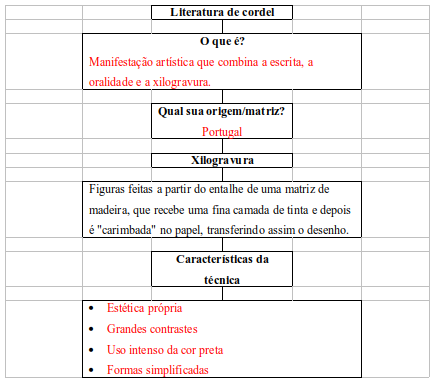 Literatura de cordel
O que é?
Manifestação artística que combina a escrita, a
oralidade e a xilogravura.
Qual sua origem/matriz?
Portugal
Xilogravura
Figuras feitas a partir do entalhe de uma matriz de
madeira, que recebe uma fina camada de tinta e depois
é "carimbada" no papel, transferindo assim o desenho.
Características da
técnica
• Estética própria
• Grandes contrastes
• Uso intenso da cor preta
• Formas simplificadas